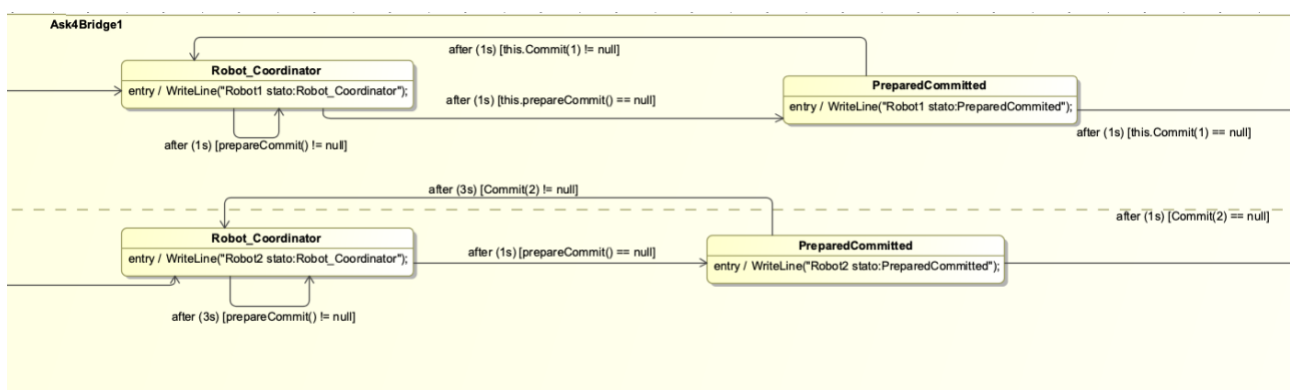 Ask4Bridge1
after (1s) [this.Commit(1) != null]
Robot_Coordinator
entry / WriteLine("Robot1 stato:Robot_Coordinator");
after (1s) [this.prepareCommit() == null]
PreparedCommitted
entry / WriteLine("Robot1 stato:PreparedCommited");
after (1s) [this.Commit(1) == null]
after (1s) [prepareCommit() != null]
after (3s) [Commit(2) != null]
after (1s) [Commit(2) == null]
Robot_Coordinator
entry / WriteLine("Robot2 stato:Robot_Coordinator");
after (1s) [prepareCommit() == null]
PreparedCommitted
entry / WriteLine("Robot2 stato:PreparedCommitted");
after (3s) [prepareCommit() != null]